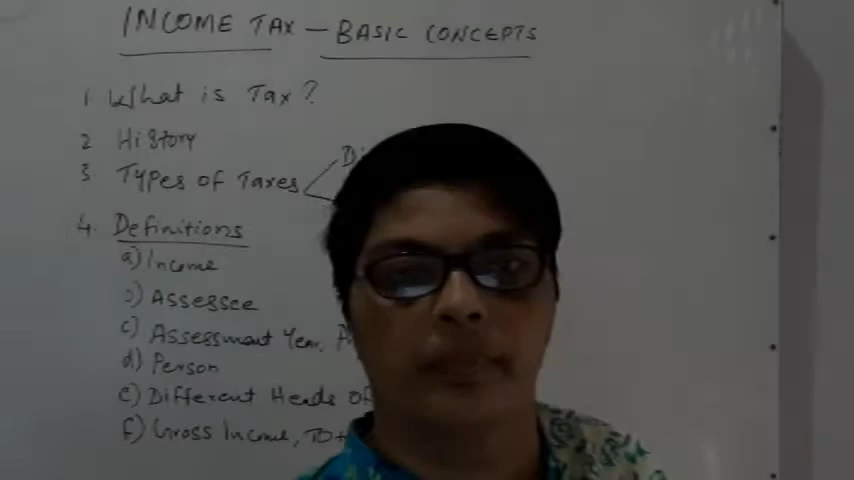 INCOME TAX — BASIC CONCEPTS
1. What is Tax?
2 History
3 Types of Taxes
4. Definitions
a) Income
b) Assessee
c) Assessment Year,
d) Person
e) Different Heads of
f) Gross Income,